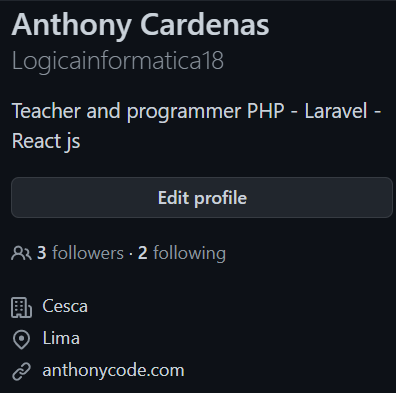 Anthony Cardenas
Logicainformatica18
Teacher and programmer PHP - Laravel -
React js
Edit profile
3 followers · 2 following
Cesca
Lima
anthonycode.com